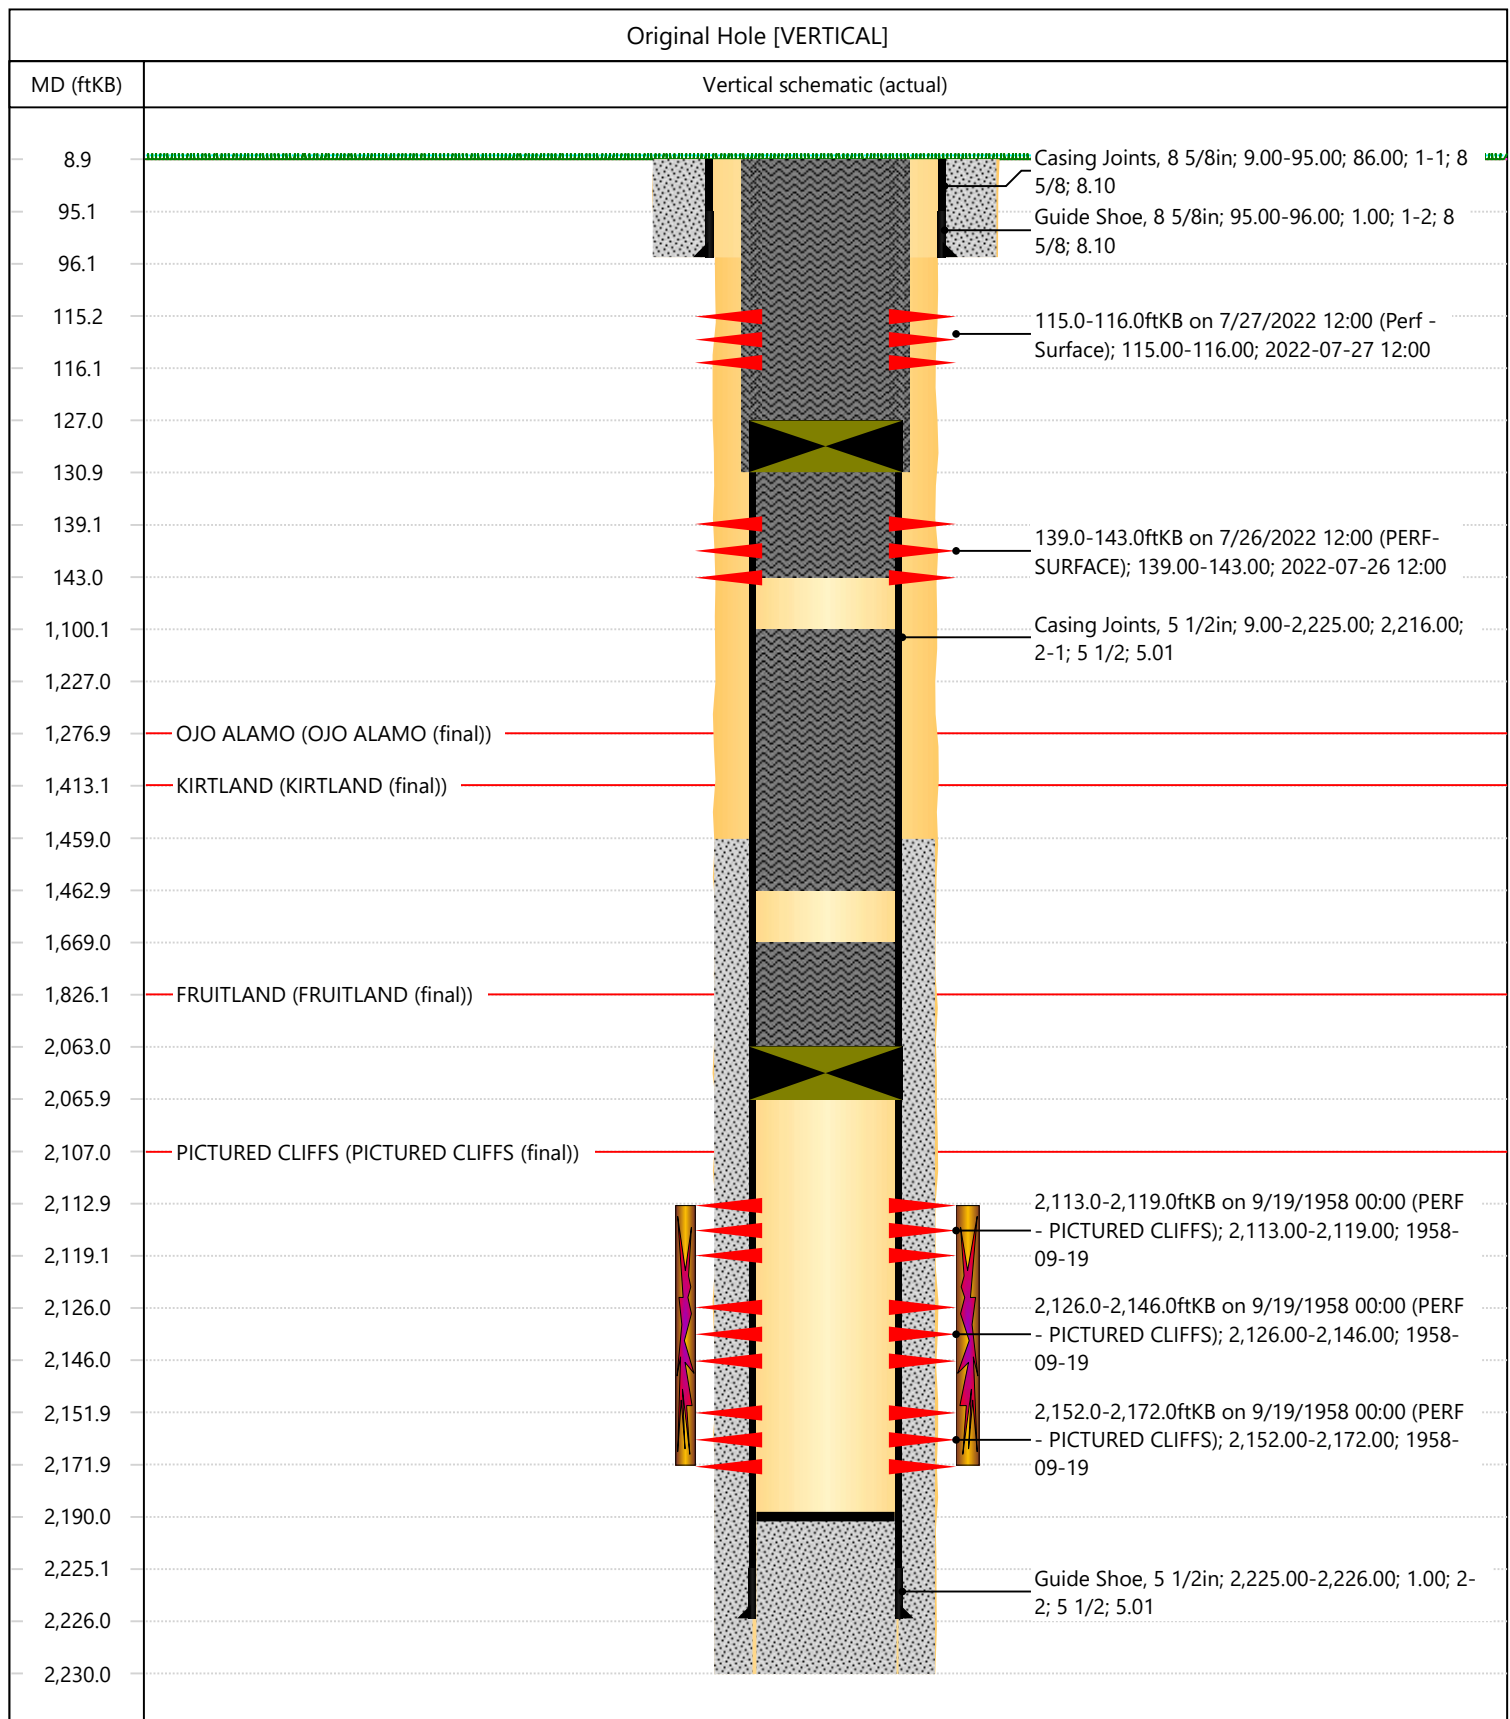 Original Hole [VERTICAL]
MD (ftKB)
Vertical schematic (actual)
8.9
Casing Joints, 8 5/8in; 9.00-95.00; 86.00; 1-1; 8
5/8; 8.10
95.1
Guide Shoe, 8 5/8in; 95.00-96.00; 1.00; 1-2; 8
5/8; 8.10
96.1
115.2
115.0-116.0ftKB on 7/27/2022 12:00 (Perf -
Surface); 115.00-116.00; 2022-07-27 12:00
116.1
127.0
130.9
139.1
139.0-143.0ftKB on 7/26/2022 12:00 (PERF-
SURFACE); 139.00-143.00; 2022-07-26 12:00
143.0
1,100.1
Casing Joints, 5 1/2in; 9.00-2,225.00; 2,216.00;
2-1; 5 1/2; 5.01
1,227.0
1,276.9
OJO ALAMO (OJO ALAMO (final))
1,413.1
KIRTLAND (KIRTLAND (final))
1,459.0
1,462.9
1,669.0
1,826.1
FRUITLAND (FRUITLAND (final))
2,063.0
2,065.9
2,107.0
PICTURED CLIFFS (PICTURED CLIFFS (final))
2,112.9
2,113.0-2,119.0ftKB on 9/19/1958 00:00 (PERF
- PICTURED CLIFFS); 2,113.00-2,119.00; 1958-
09-19
2,119.1
2,126.0
2,126.0-2,146.0ftKB on 9/19/1958 00:00 (PERF
- PICTURED CLIFFS); 2,126.00-2,146.00; 1958-
09-19
2,146.0
2,151.9
2,152.0-2,172.0ftKB on 9/19/1958 00:00 (PERF
- PICTURED CLIFFS); 2,152.00-2,172.00; 1958-
09-19
2,171.9
2,190.0
2,225.1
Guide Shoe, 5 1/2in; 2,225.00-2,226.00; 1.00; 2-
2; 5 1/2; 5.01
2,226.0
2,230.0